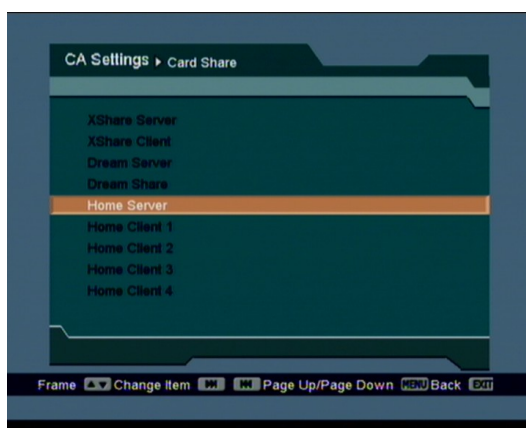 CA Settings ▸ Card Share
XShare Server
XShare Client
Dream Server
Dream Share
Home Server
Home Client 1
Home Client 2
Home Client 3
Home Client 4
Frame Change Item Page Up/Page Down MENU Back EXIT